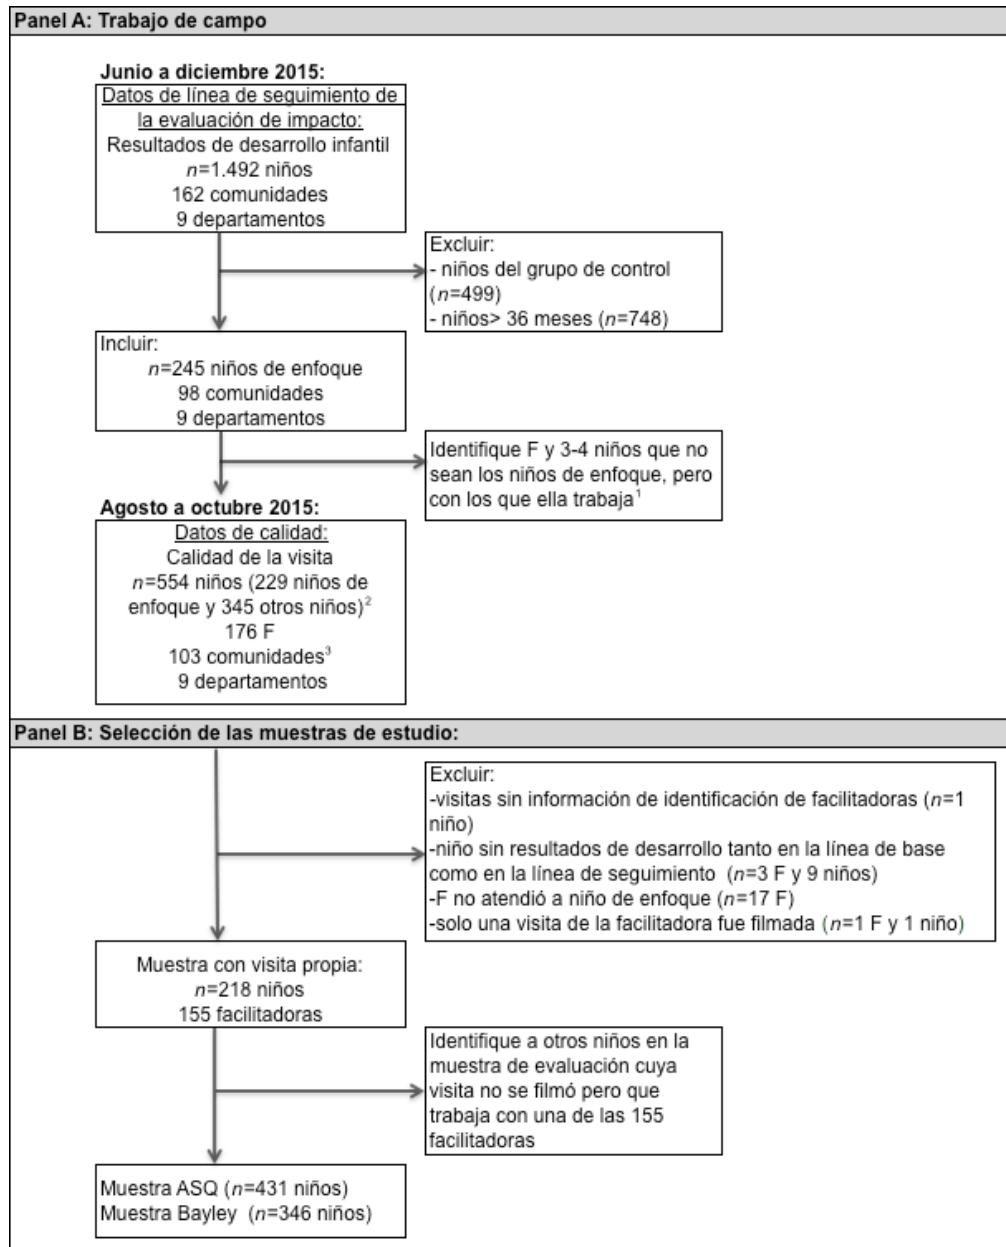 Panel A: Trabajo de campo
Junio a diciembre 2015:
Datos de línea de seguimiento de
la evaluación de impacto:
Resultados de desarrollo infantil
n=1.492 niños
162 comunidades
9 departamentos
Excluir:
- niños del grupo de control
(n=499)
- niños> 36 meses (n=748)
Incluir:
n=245 niños de enfoque
98 comunidades
9 departamentos
Identifique F y 3-4 niños que no
sean los niños de enfoque, pero
con los que ella trabaja¹
Agosto a octubre 2015:
Datos de calidad:
Calidad de la visita
n=554 niños (229 niños de
enfoque y 345 otros niños)²
176 F
103 comunidades³
9 departamentos
Panel B: Selección de las muestras de estudio:
Excluir:
-visitas sin información de identificación de facilitadoras (n=1
niño)
-niño sin resultados de desarrollo tanto en la línea de base
como en la línea de seguimiento (n=3 F y 9 niños)
-F no atendió a niño de enfoque (n=17 F)
-solo una visita de la facilitadora fue filmada (n=1 F y 1 niño)
Muestra con visita propia:
n=218 niños
155 facilitadoras
Identifique a otros niños en la
muestra de evaluación cuya
visita no se filmó pero que
trabaja con una de las 155
facilitadoras
Muestra ASQ (n=431 niños)
Muestra Bayley (n=346 niños)